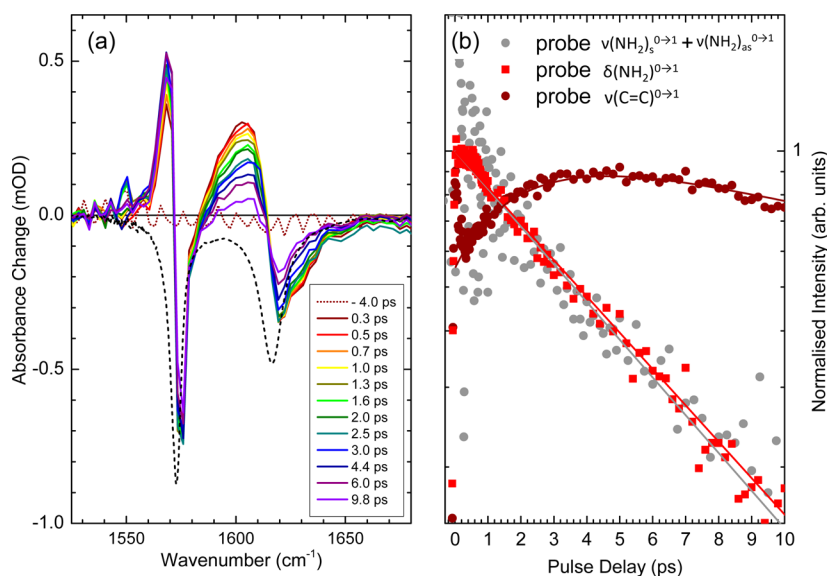 (a)
0.5
0.0
-0.5
-1.0
Absorbance Change (mOD)
1550
1600
1650
Wavenumber (cm⁻¹)
- 4.0 ps
0.3 ps
0.5 ps
0.7 ps
1.0 ps
1.3 ps
1.6 ps
2.0 ps
2.5 ps
3.0 ps
4.4 ps
6.0 ps
9.8 ps
(b)
probe ν(NH₂)ₛ⁰→¹ + ν(NH₂)ₐₛ⁰→¹
probe δ(NH₂)⁰→¹
probe ν(C=C)⁰→¹
1
Normalised Intensity (arb. units)
0 1 2 3 4 5 6 7 8 9 10
Pulse Delay (ps)